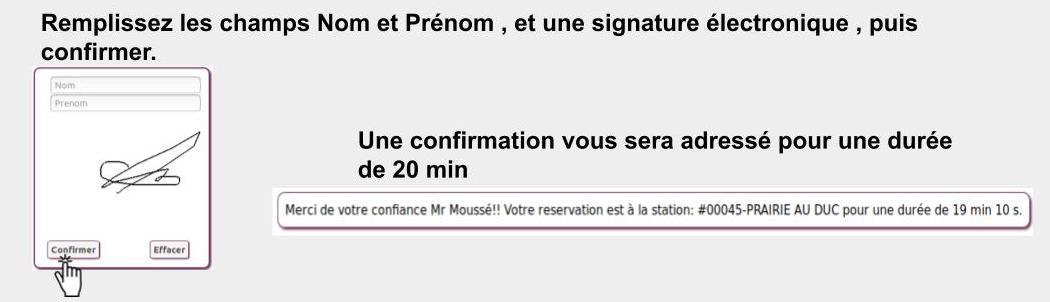 Remplissez les champs Nom et Prénom , et une signature électronique , puis
confirmer.
Nom
Prenom
Confirmer
Effacer
Une confirmation vous sera adressé pour une durée
de 20 min
Merci de votre confiance Mr Moussé!! Votre reservation est à la station: #00045-PRAIRIE AU DUC pour une durée de 19 min 10 s.